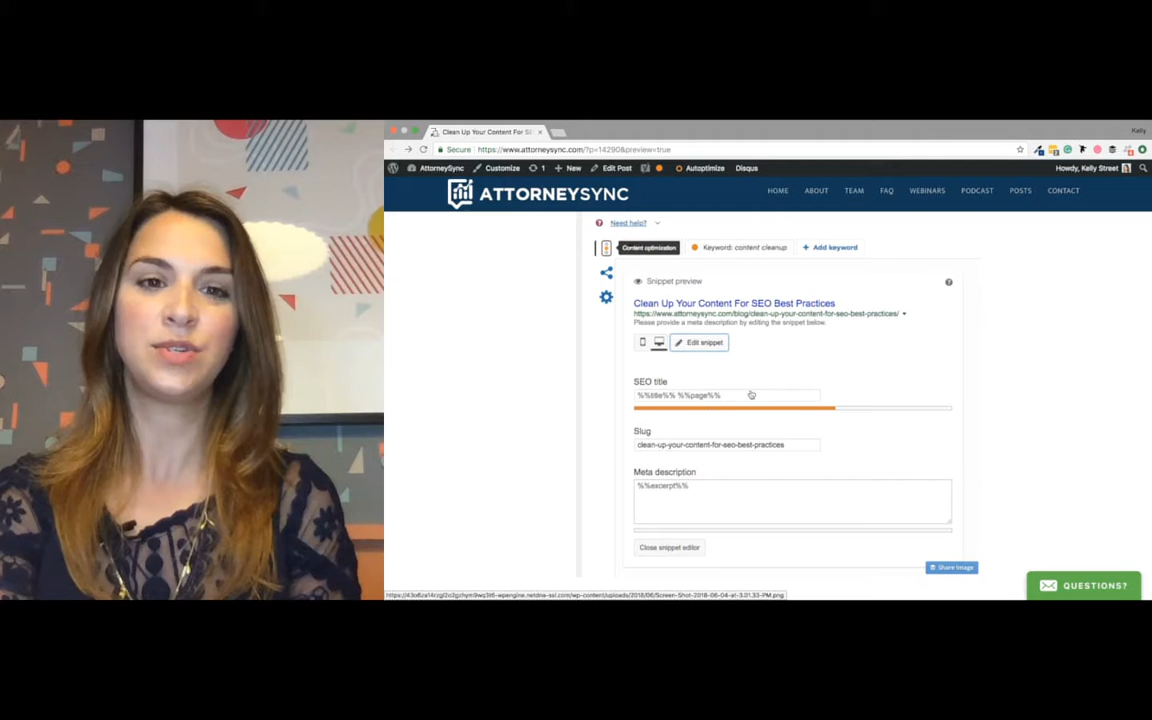 Clean Up Your Content For SE
Kelly
Secure
https://www.attorneysync.com/?p=14290&preview=true
AttorneySync
Customize
1
New
Edit Post
Autoptimize
Disqus
Howdy, Kelly Street
ATTORNEYSYNC
HOME
ABOUT
TEAM
FAQ
WEBINARS
PODCAST
POSTS
CONTACT
Need help?
Content optimization
Keyword: content cleanup
Add keyword
Snippet preview
Clean Up Your Content For SEO Best Practices
https://www.attorneysync.com/blog/clean-up-your-content-for-seo-best-practices/
Please provide a meta description by editing the snippet below.
Edit snippet
SEO title
%%title%% %%page%%
Slug
clean-up-your-content-for-seo-best-practices
Meta description
%%excerpt%%
Close snippet editor
Share Image
QUESTIONS?